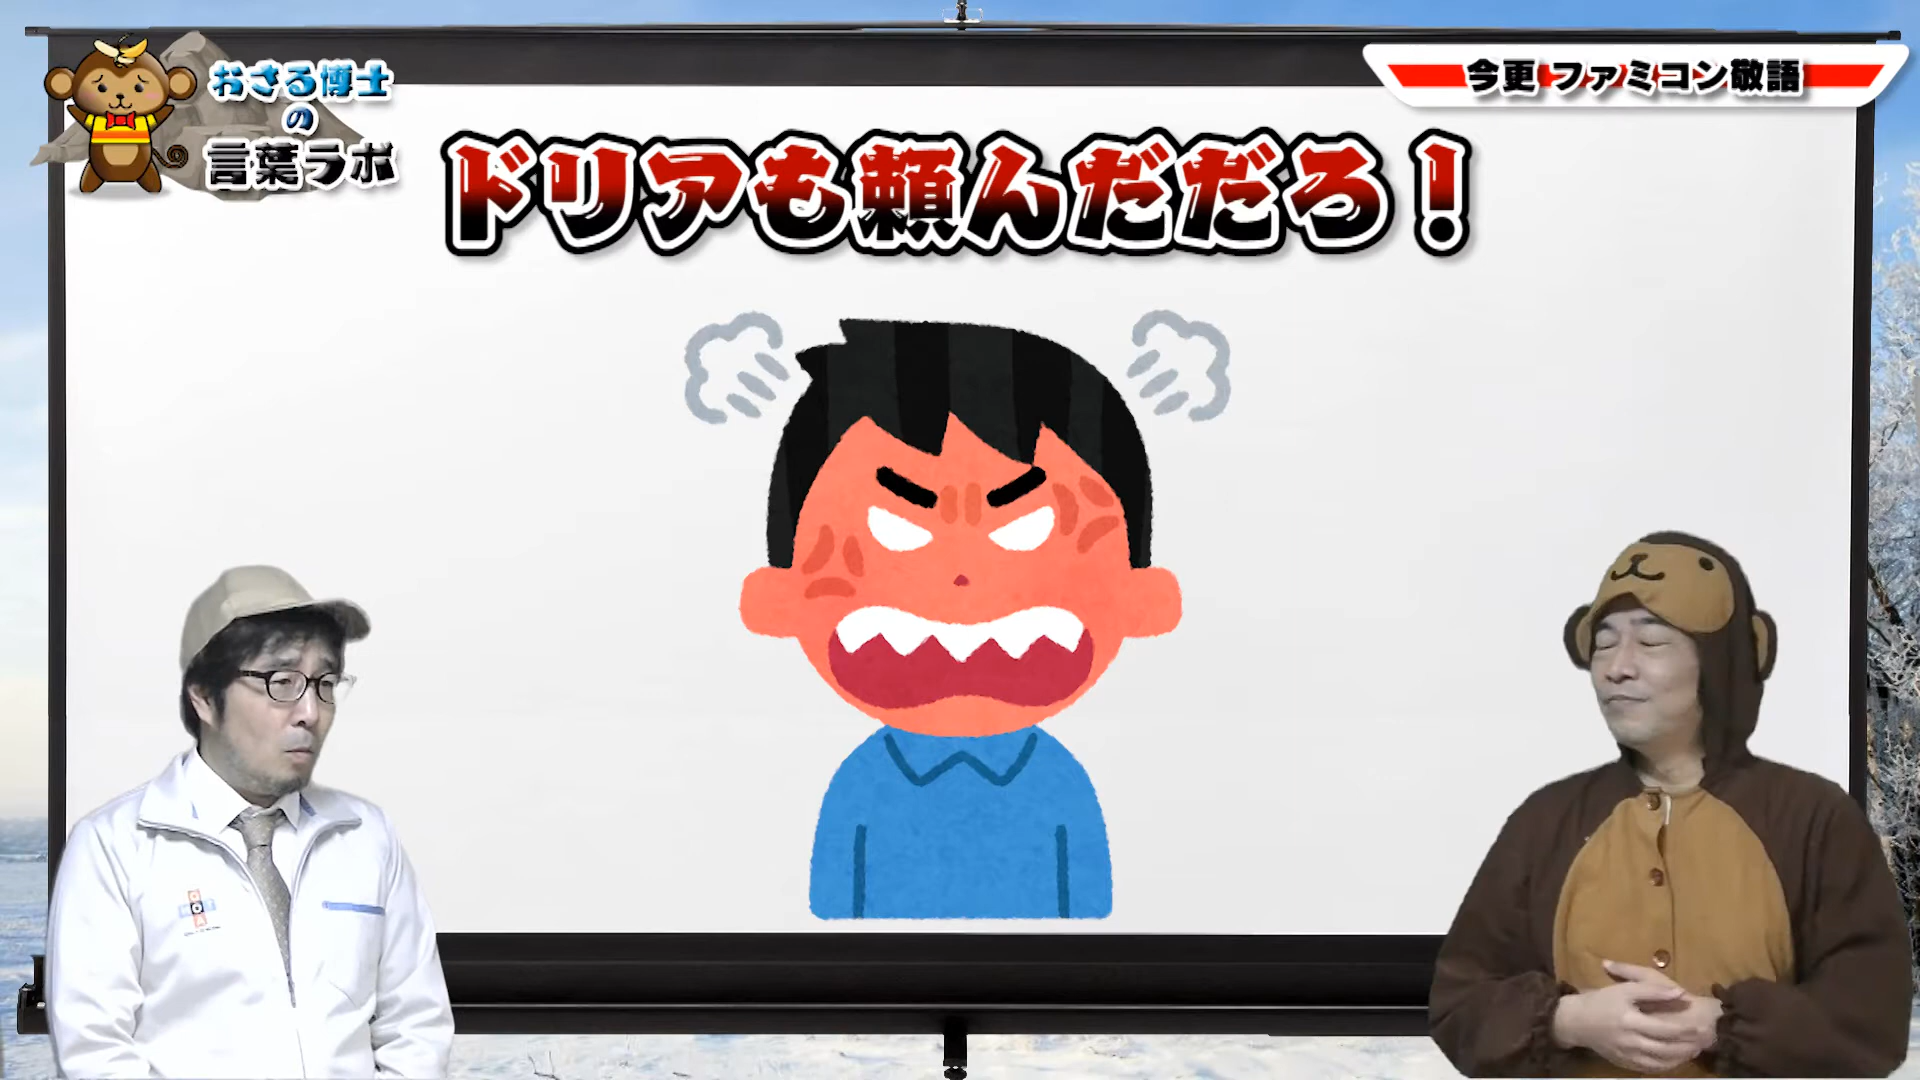 おさる博士
の
言葉ラボ
今更 ファミコン敬語
ドリアも頼んだだろ！